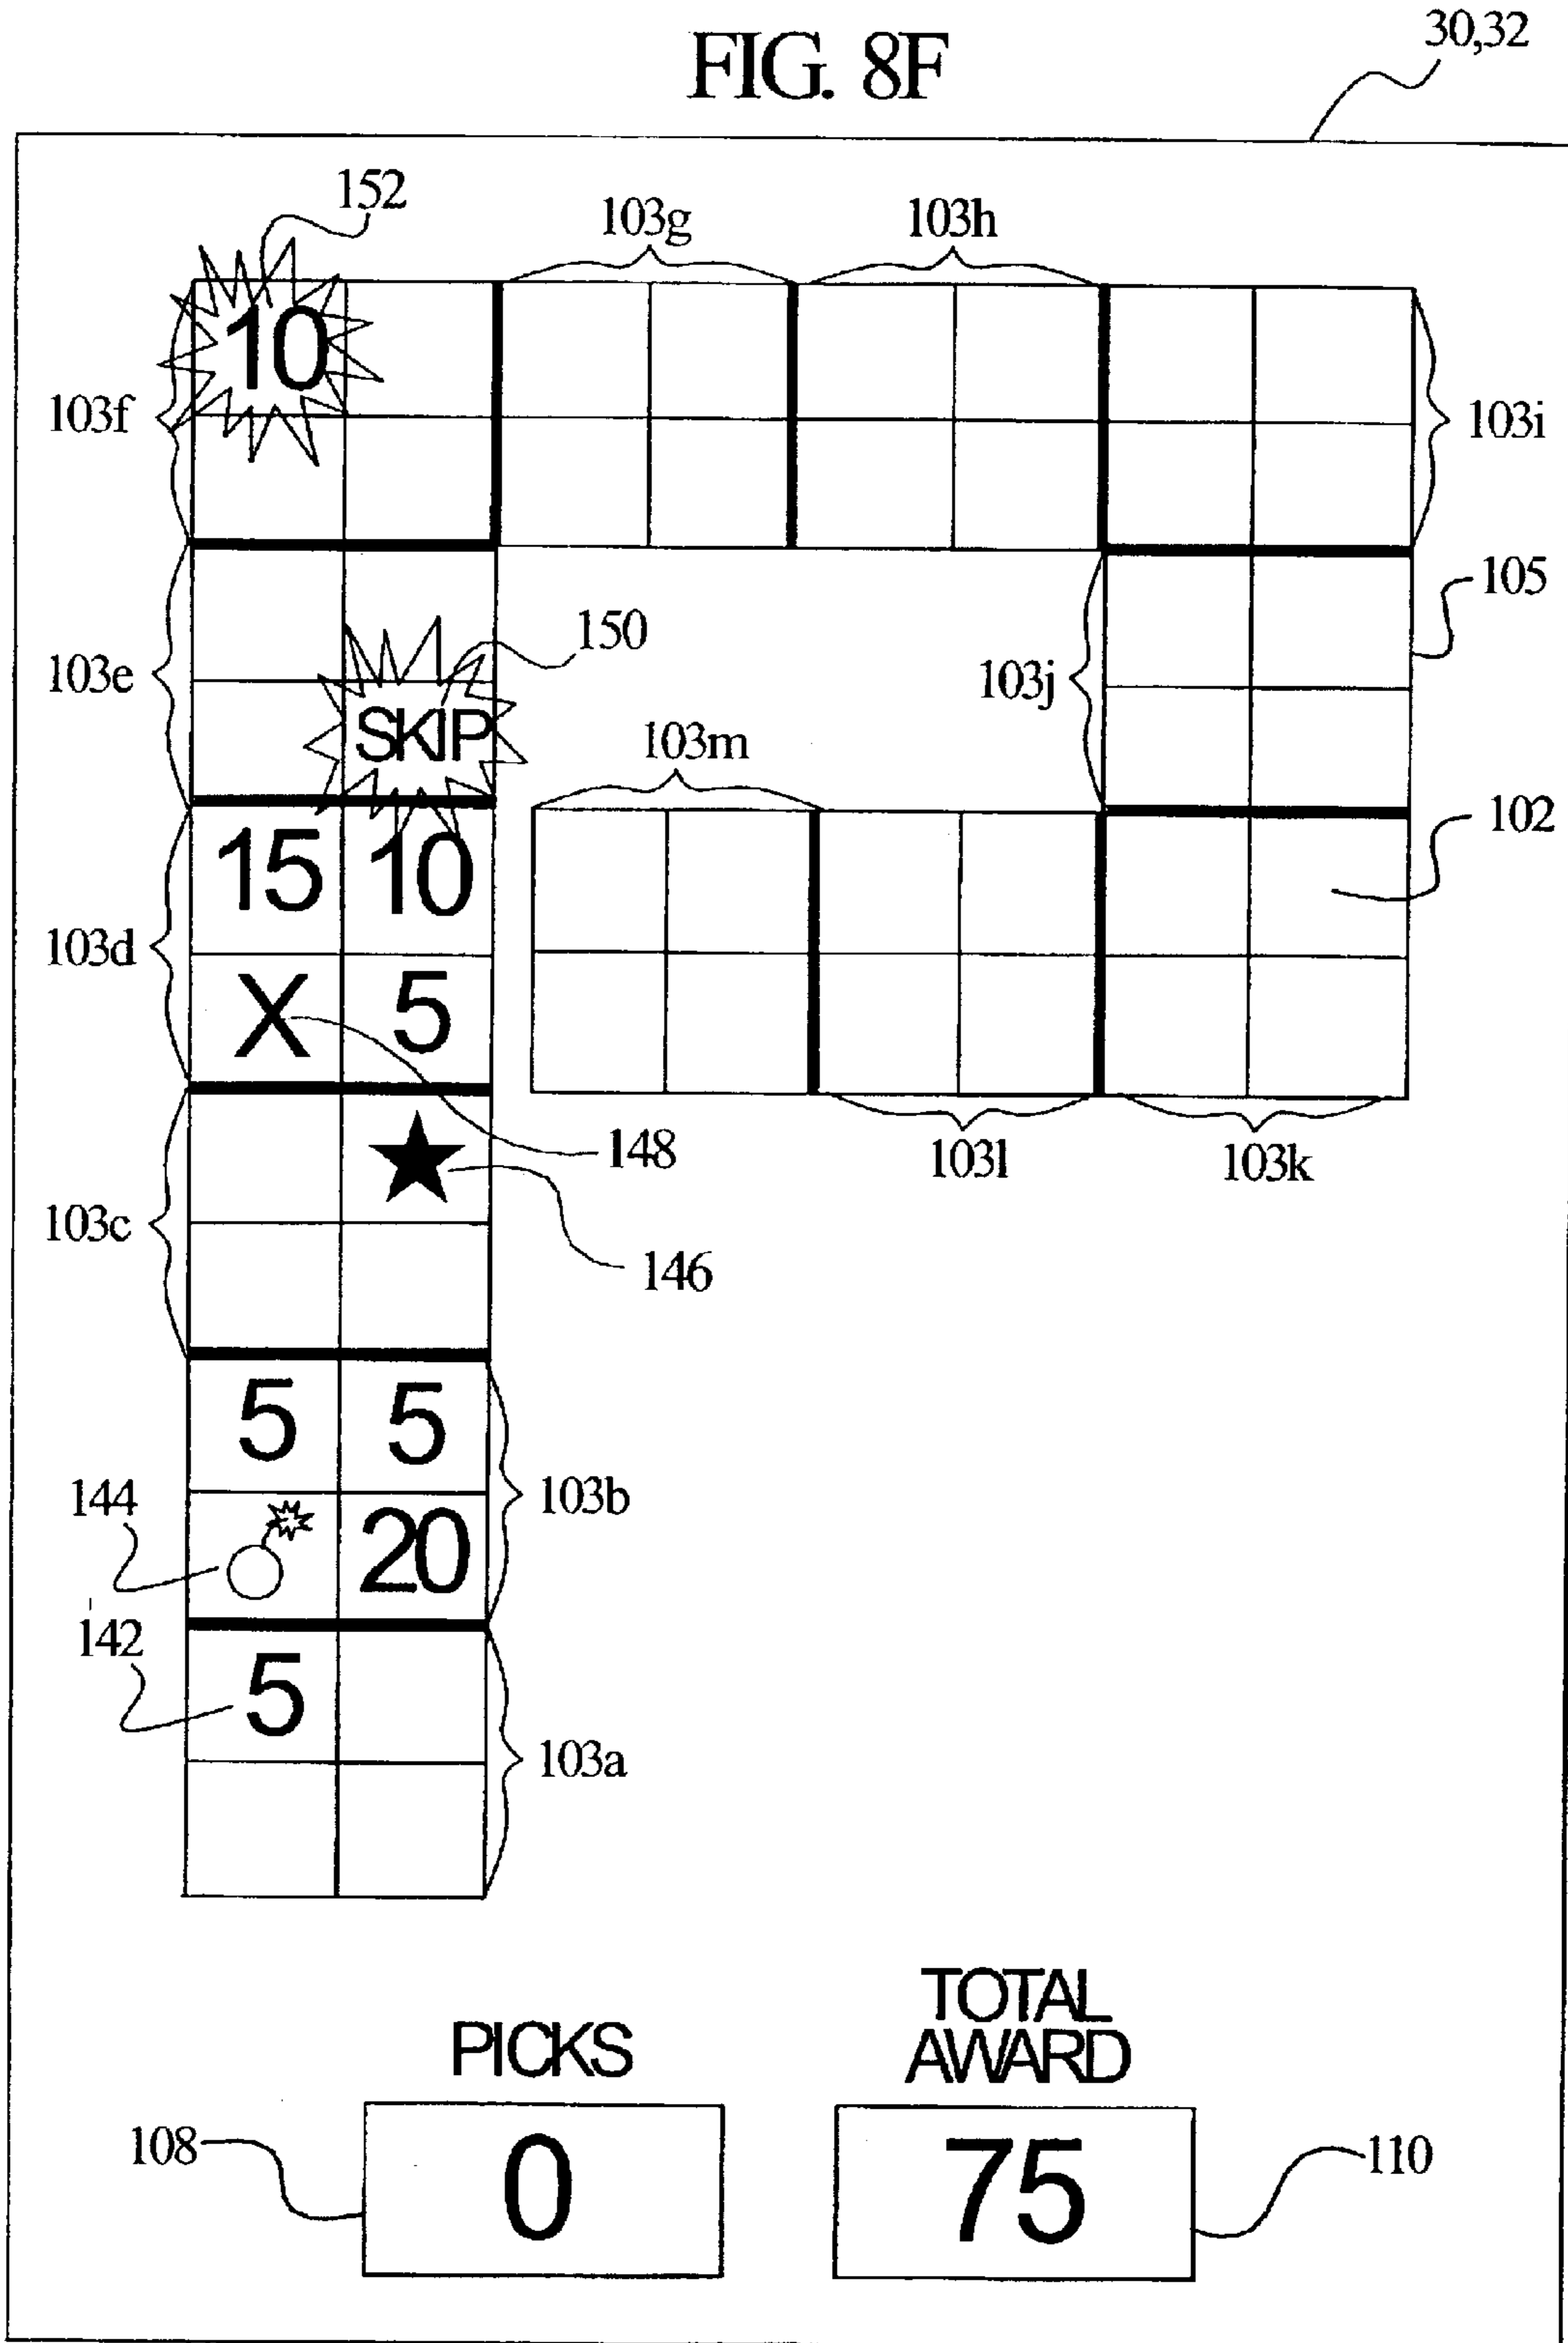 FIG. 8F
30,32
152
103g
103h
10
103f
103i
105
150
103e
103j
SKIP
103m
102
15 10
103d
X 5
148
103l
103k
103c
146
5 5
144
103b
20
142
5
103a
PICKS
TOTAL
AWARD
108
0
75
110